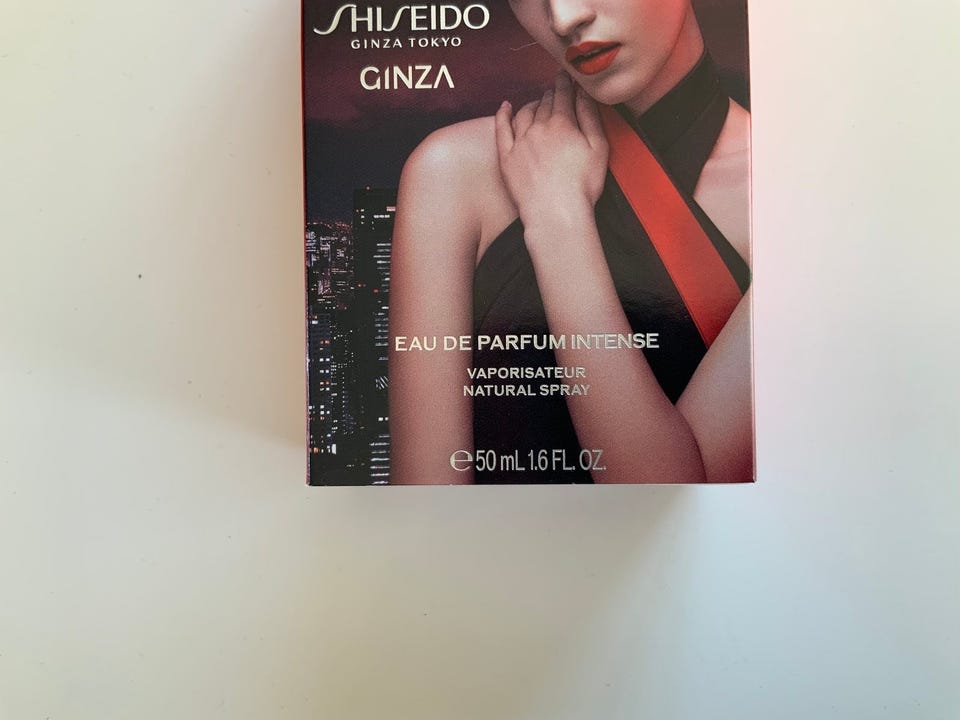 SHISEIDO
GINZA TOKYO
GINZA
EAU DE PARFUM INTENSE
VAPORISATEUR
NATURAL SPRAY
℮ 50 mL 1.6 FL. OZ.